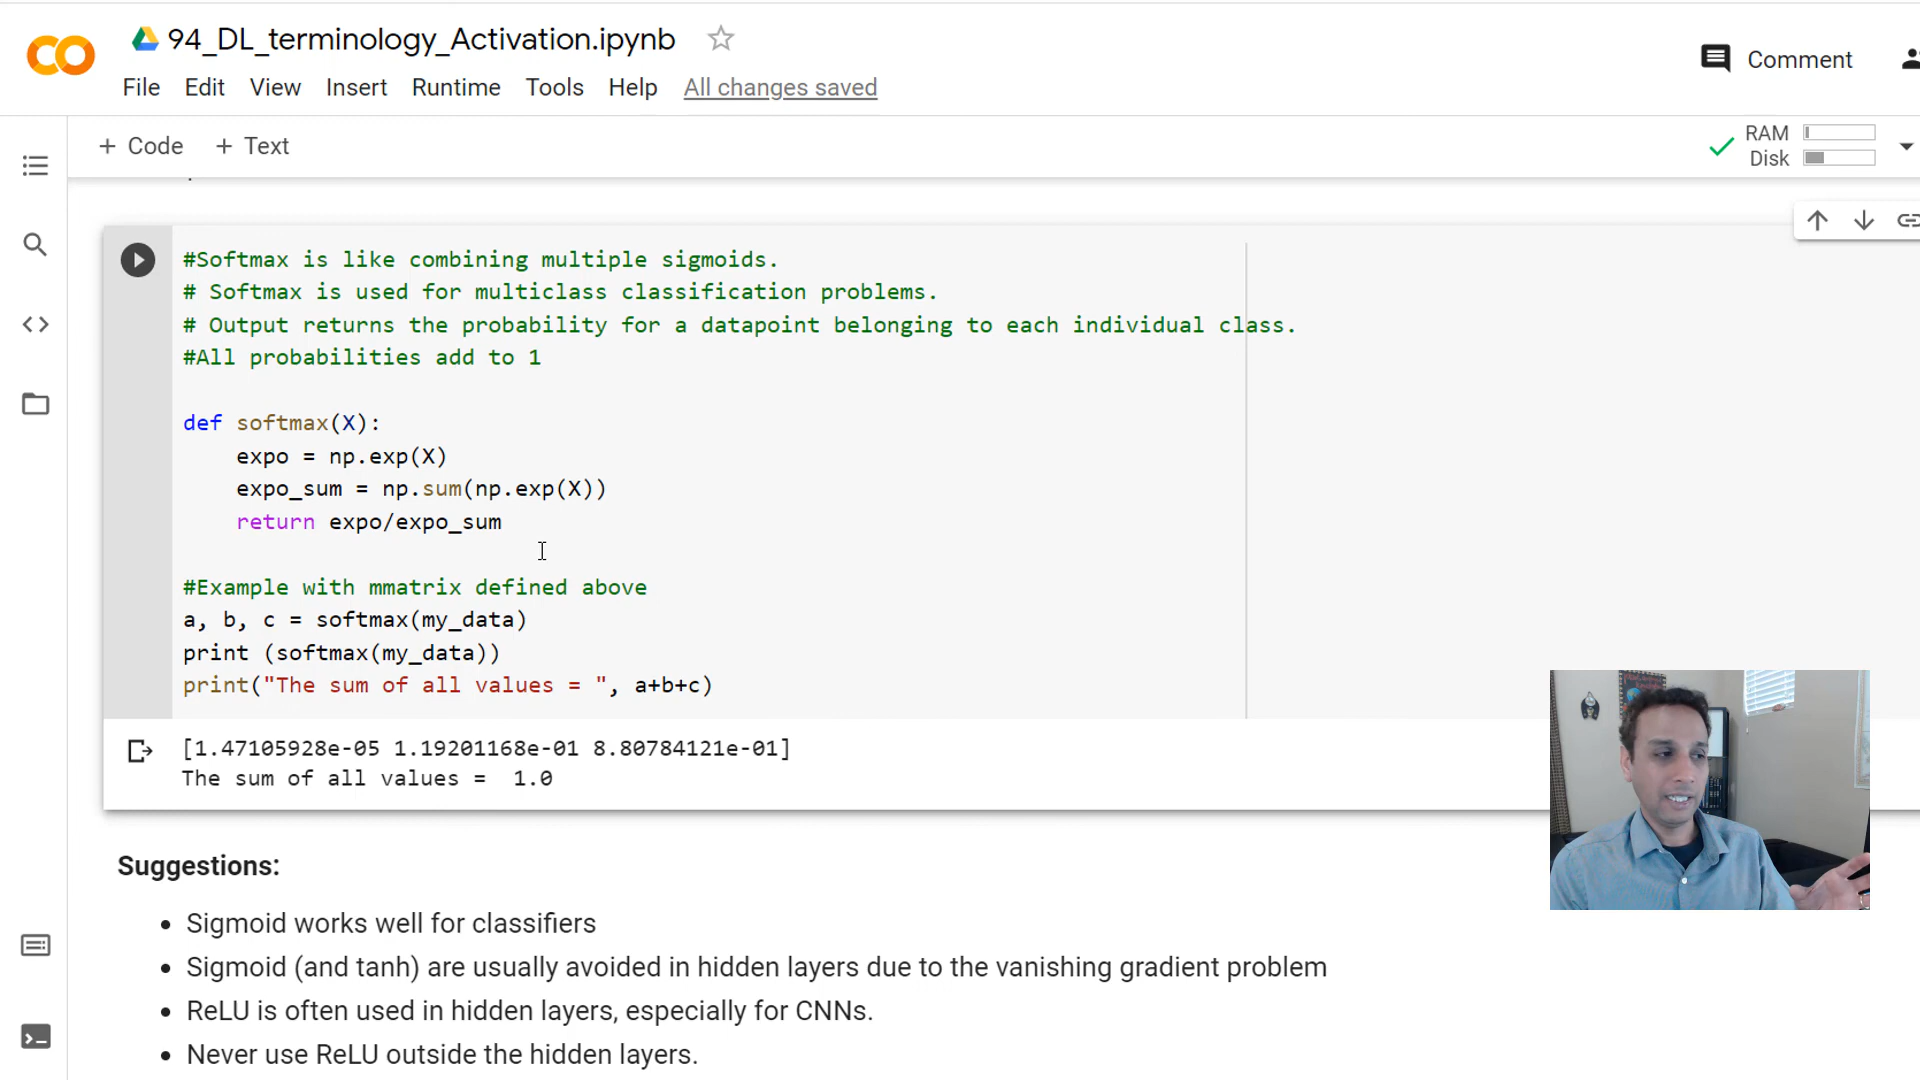 94_DL_terminology_Activation.ipynb
File Edit View Insert Runtime Tools Help All changes saved
Comment
+ Code + Text
RAM
Disk
#Softmax is like combining multiple sigmoids.
# Softmax is used for multiclass classification problems.
# Output returns the probability for a datapoint belonging to each individual class.
#All probabilities add to 1
def softmax(X):
expo = np.exp(X)
expo_sum = np.sum(np.exp(X))
return expo/expo_sum
#Example with mmatrix defined above
a, b, c = softmax(my_data)
print (softmax(my_data))
print("The sum of all values = ", a+b+c)
[1.47105928e-05 1.19201168e-01 8.80784121e-01]
The sum of all values =  1.0
Suggestions:
• Sigmoid works well for classifiers
• Sigmoid (and tanh) are usually avoided in hidden layers due to the vanishing gradient problem
• ReLU is often used in hidden layers, especially for CNNs.
• Never use ReLU outside the hidden layers.